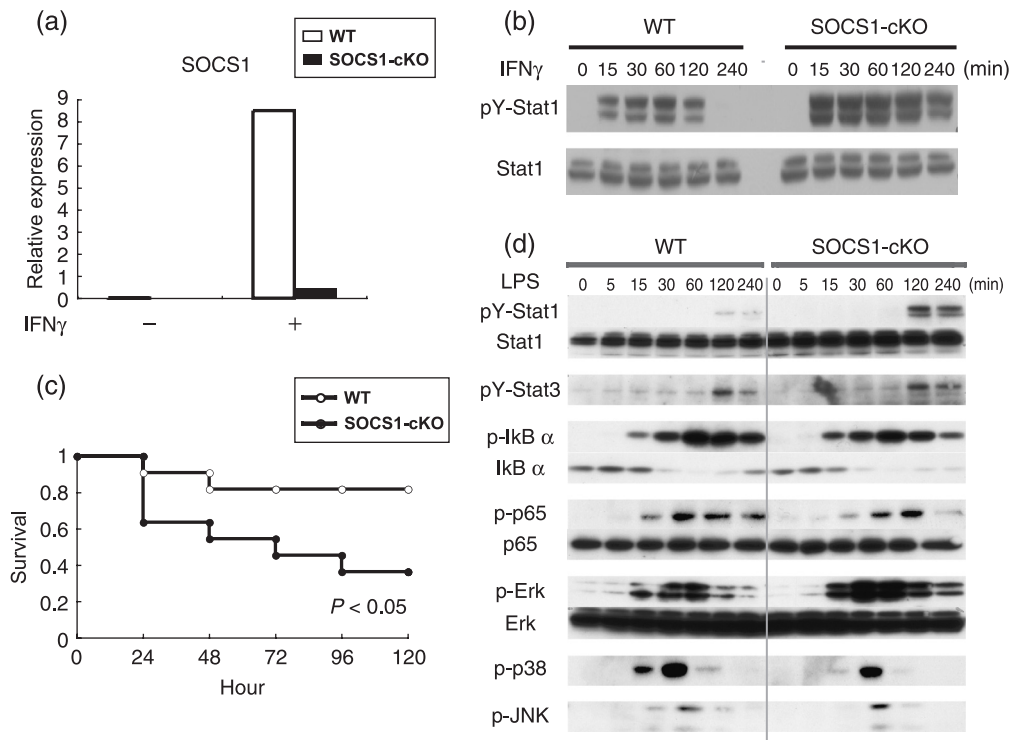 (a)
WT
SOCS1-cKO
SOCS1
9
8
7
6
5
4
3
2
1
0
Relative expression
IFNγ − +
(b)
WT SOCS1-cKO
IFNγ 0 15 30 60 120 240 0 15 30 60 120 240 (min)
pY-Stat1
Stat1
(c)
WT
SOCS1-cKO
1
0.8
0.6
0.4
0.2
0
Survival
P < 0.05
0 24 48 72 96 120
Hour
(d)
WT SOCS1-cKO
LPS 0 5 15 30 60 120 240 0 5 15 30 60 120 240 (min)
pY-Stat1
Stat1
pY-Stat3
p-IkB α
IkB α
p-p65
p65
p-Erk
Erk
p-p38
p-JNK